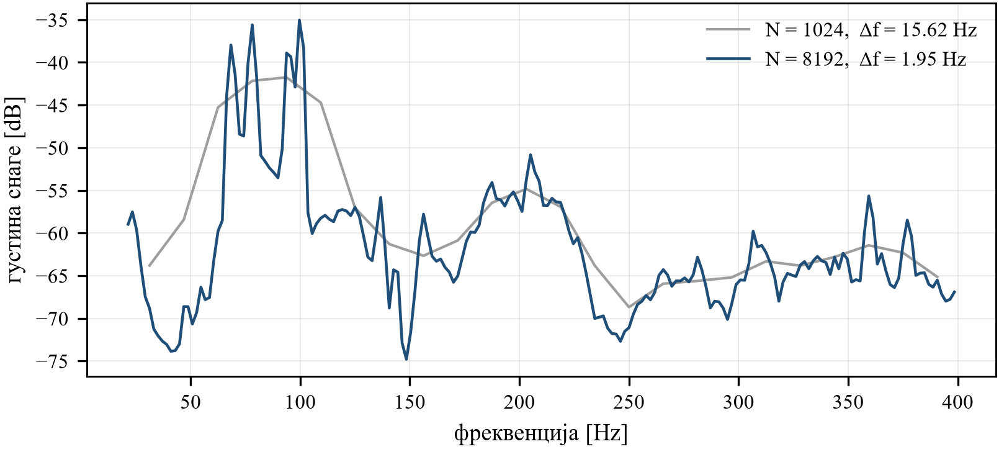 N = 1024, Δf = 15.62 Hz
N = 8192, Δf = 1.95 Hz
густина снаге [dB]
−35
−40
−45
−50
−55
−60
−65
−70
−75
50 100 150 200 250 300 350 400
фреквенција [Hz]